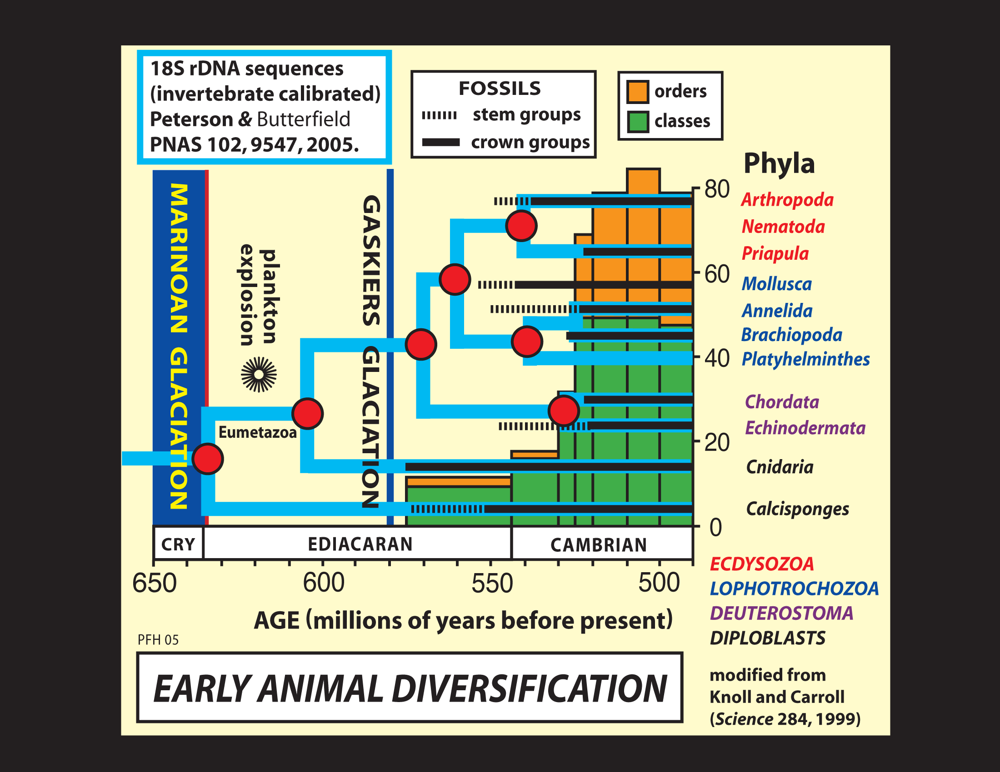 18S rDNA sequences
(invertebrate calibrated)
Peterson & Butterfield
PNAS 102, 9547, 2005.
FOSSILS
stem groups
crown groups
orders
classes
Phyla
MARINOAN GLACIATION
plankton
explosion
GASKIERS GLACIATION
Eumetazoa
80
60
40
20
0
Arthropoda
Nematoda
Priapula
Mollusca
Annelida
Brachiopoda
Platyhelminthes
Chordata
Echinodermata
Cnidaria
Calcisponges
CRY
EDIACARAN
CAMBRIAN
650
600
550
500
AGE (millions of years before present)
ECDYSOZOA
LOPHOTROCHOZOA
DEUTEROSTOMA
DIPLOBLASTS
PFH 05
EARLY ANIMAL DIVERSIFICATION
modified from
Knoll and Carroll
(Science 284, 1999)